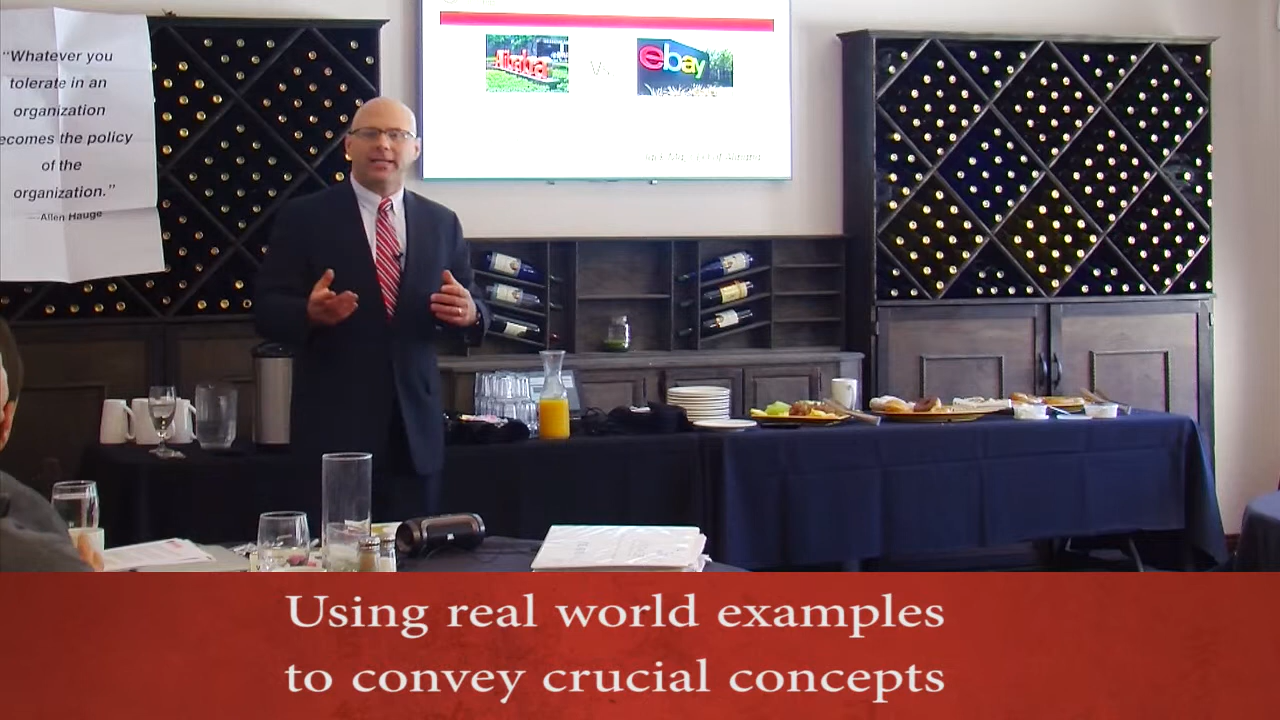 “Whatever you
tolerate in an
organization
ecomes the policy
of the
organization.”
—Allen Hauge
Alibaba
ebay
Using real world examples
to convey crucial concepts